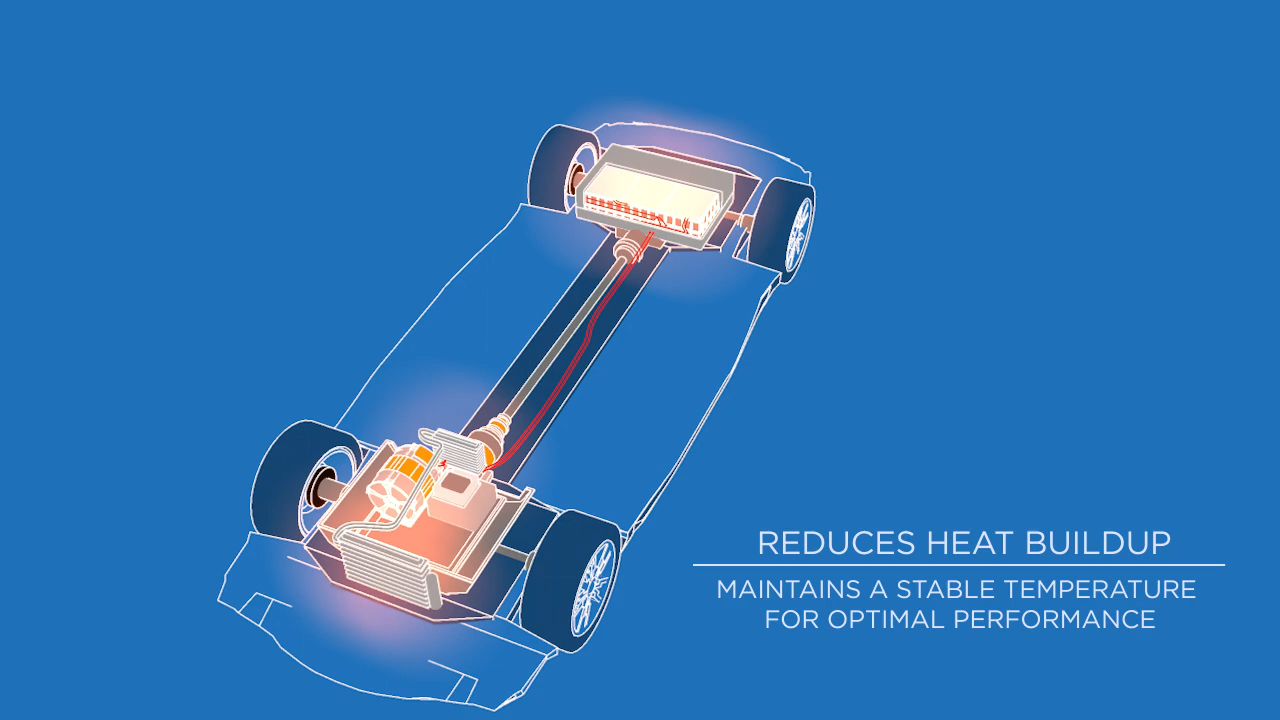 REDUCES HEAT BUILDUP
MAINTAINS A STABLE TEMPERATURE
FOR OPTIMAL PERFORMANCE